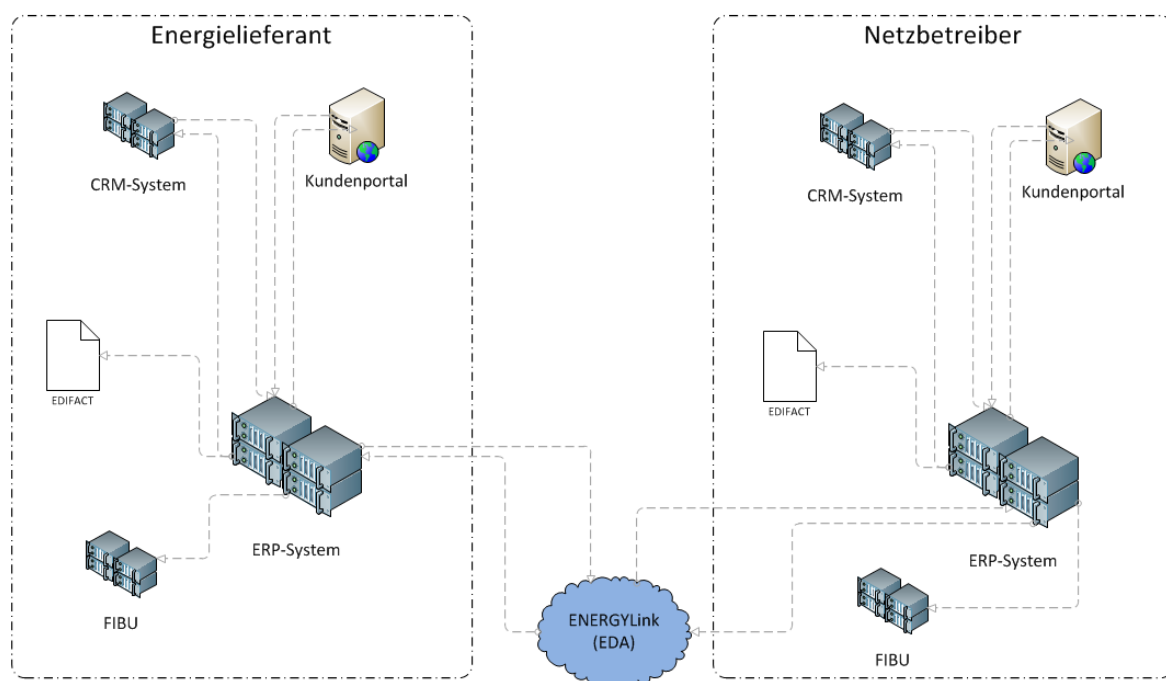 Energielieferant
CRM-System
Kundenportal
EDIFACT
ERP-System
FIBU
ENERGYLink
(EDA)
Netzbetreiber
CRM-System
Kundenportal
EDIFACT
ERP-System
FIBU